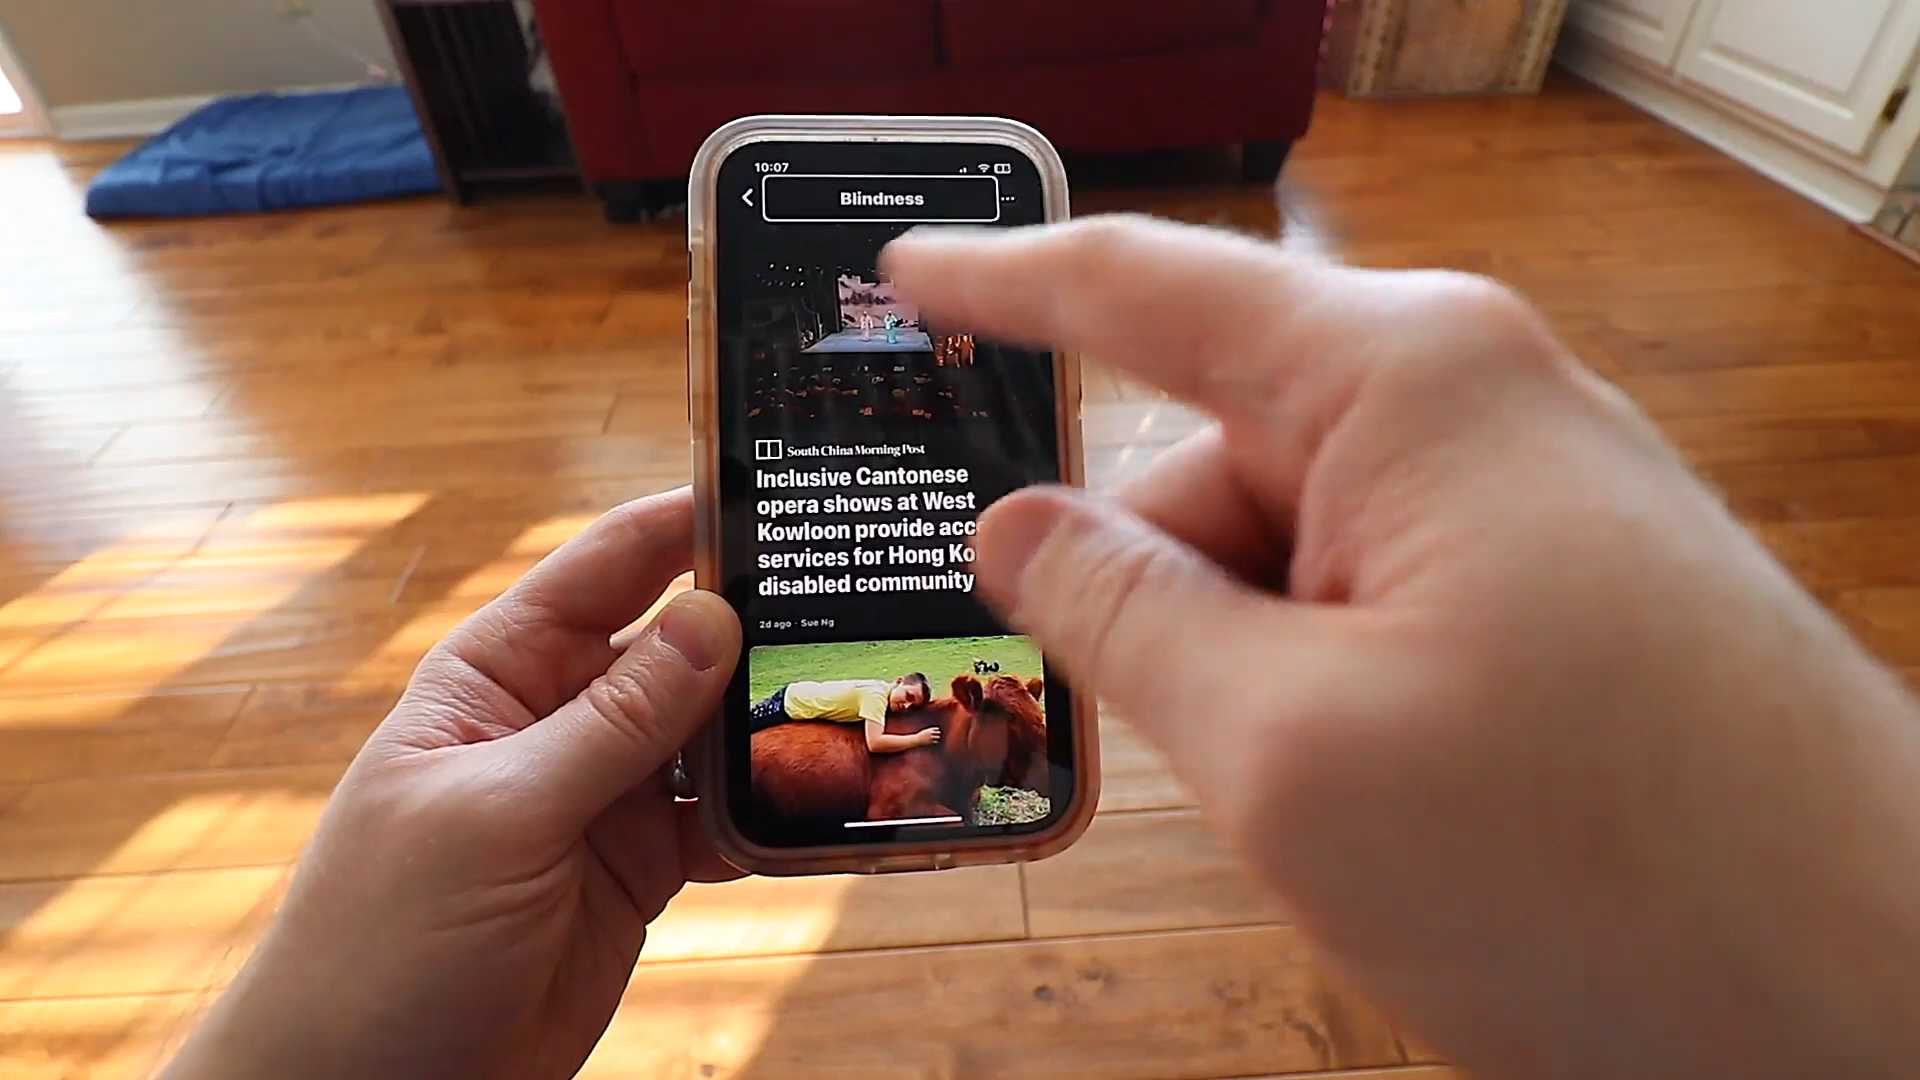 10:07
Blindness
South China Morning Post
Inclusive Cantonese
opera shows at West
Kowloon provide
services for Hong
disabled community
2d ago · Sue Ng